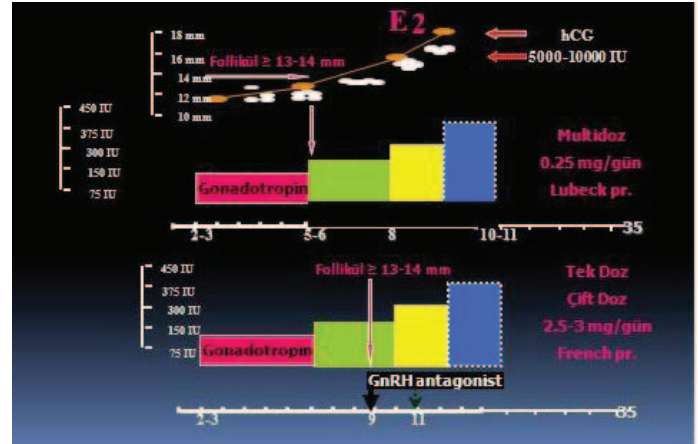 E2
18 mm
16 mm
14 mm
12 mm
10 mm
Follikül ≥ 13-14 mm
hCG
5000-10000 IU
450 IU
375 IU
300 IU
150 IU
75 IU
Gonadotropin
Multidoz
0.25 mg/gün
Lubeck pr.
2-3
5-6
8
10-11
35
450 IU
375 IU
300 IU
150 IU
75 IU
Follikül ≥ 13-14 mm
Gonadotropin
Tek Doz
Çift Doz
2.5-3 mg/gün
French pr.
GnRH antagonist
2-3
9
11
35